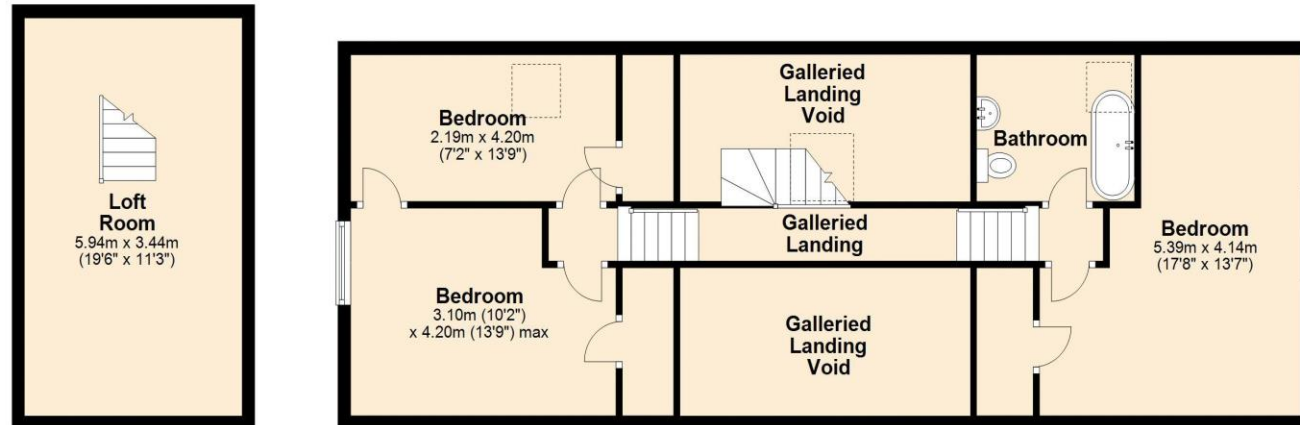 Loft
Room
5.94m x 3.44m
(19'6" x 11'3")
Bedroom
2.19m x 4.20m
(7'2" x 13'9")
Galleried
Landing
Void
Bathroom
Galleried
Landing
Bedroom
5.39m x 4.14m
(17'8" x 13'7")
Bedroom
3.10m (10'2")
x 4.20m (13'9") max
Galleried
Landing
Void